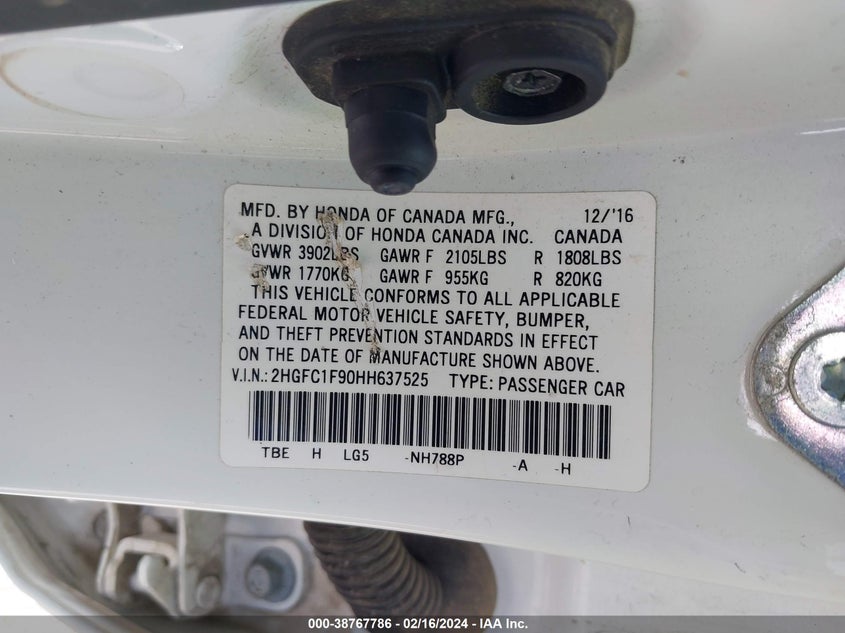 MFD. BY HONDA OF CANADA MFG., 12/'16
A DIVISION OF HONDA CANADA INC. CANADA
GVWR 3902LBS GAWR F 2105LBS R 1808LBS
GVWR 1770KG GAWR F 955KG R 820KG
THIS VEHICLE CONFORMS TO ALL APPLICABLE
FEDERAL MOTOR VEHICLE SAFETY, BUMPER,
AND THEFT PREVENTION STANDARDS IN EFFECT
ON THE DATE OF MANUFACTURE SHOWN ABOVE.
V.I.N.: 2HGFC1F90HH637525 TYPE: PASSENGER CAR
TBE H LG5 -NH788P -A -H
000-38767786 - 02/16/2024 - IAA Inc.